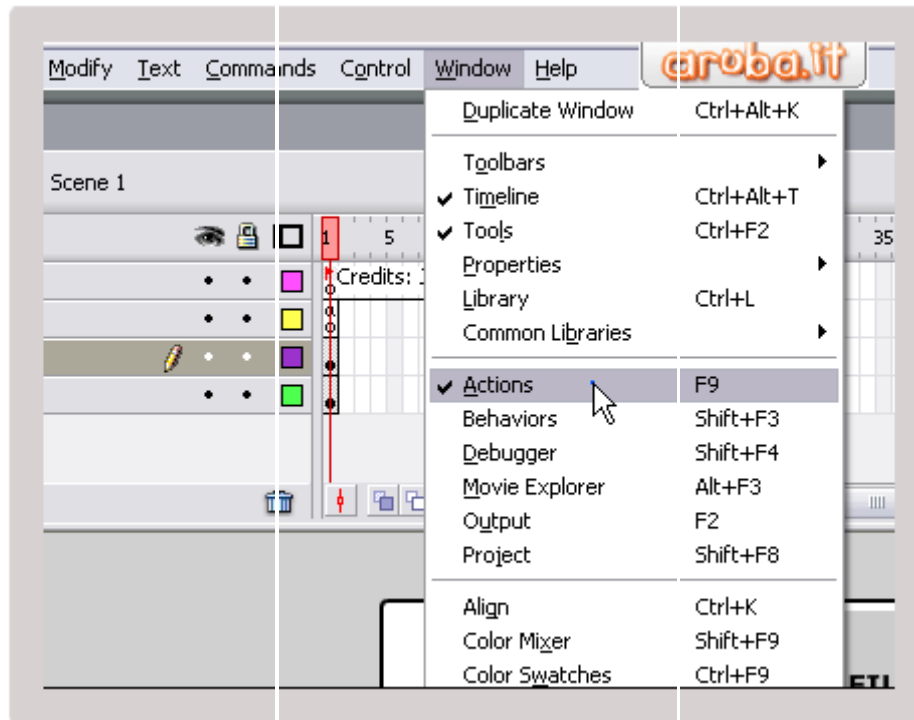 Modify Text Commands Control Window Help
aruba.it
Duplicate Window Ctrl+Alt+K
Toolbars
Scene 1
Timeline Ctrl+Alt+T
1 5 35
Tools Ctrl+F2
Properties
Credits:
Library Ctrl+L
Common Libraries
Actions F9
Behaviors Shift+F3
Debugger Shift+F4
Movie Explorer Alt+F3
Output F2
Project Shift+F8
Align Ctrl+K
Color Mixer Shift+F9
Color Swatches Ctrl+F9